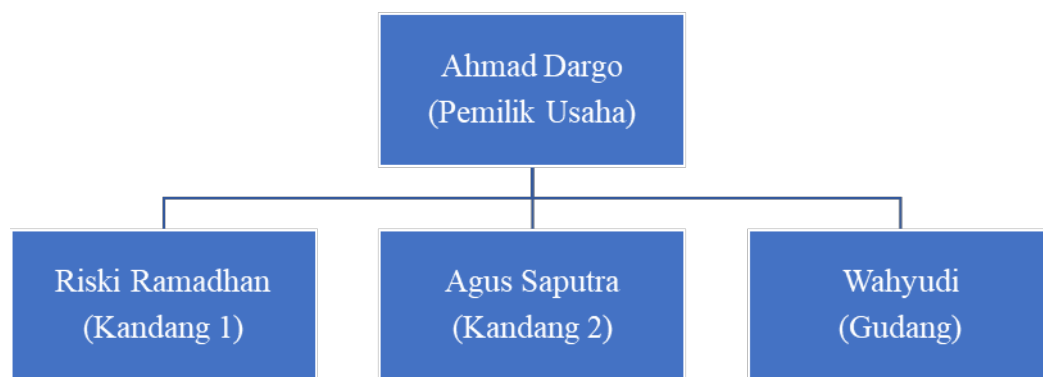 Ahmad Dargo
(Pemilik Usaha)
Riski Ramadhan
(Kandang 1)
Agus Saputra
(Kandang 2)
Wahyudi
(Gudang)